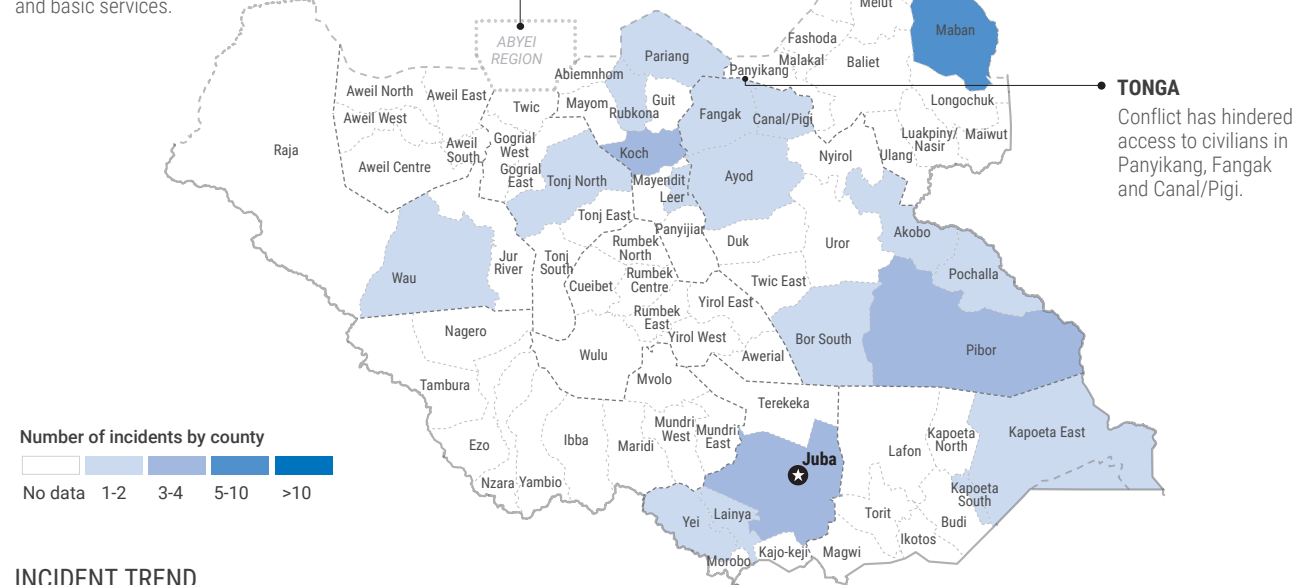 and basic services.
Melut
Maban
Fashoda
ABYEI
REGION
Pariang
Malakal
Baliet
Panyikang
Abiemnhom
TONGA
Conflict has hindered
access to civilians in
Panyikang, Fangak
and Canal/Pigi.
Aweil North
Aweil East
Twic
Mayom
Guit
Rubkona
Fangak
Canal/Pigi
Longochuk
Aweil West
Luakpiny/
Nasir
Maiwut
Raja
Aweil
South
Gogrial
West
Koch
Nyirol
Ulang
Aweil Centre
Gogrial
East
Tonj North
Mayendit
Leer
Ayod
Tonj East
Panyijiar
Akobo
Duk
Uror
Rumbek
North
Jur
River
Tonj
South
Wau
Cueibet
Rumbek
Centre
Twic East
Pochalla
Yirol East
Rumbek
East
Nagero
Yirol West
Bor South
Pibor
Wulu
Awerial
Mvolo
Tambura
Terekeka
Mundri
West
Mundri
East
Kapoeta
North
Kapoeta East
Number of incidents by county
No data
1-2
3-4
5-10
>10
Ezo
Ibba
Maridi
Lafon
Juba
Nzara
Yambio
Kapoeta
South
Yei
Lainya
Torit
Budi
Ikotos
Morobo
Kajo-keji
Magwi
INCIDENT TREND